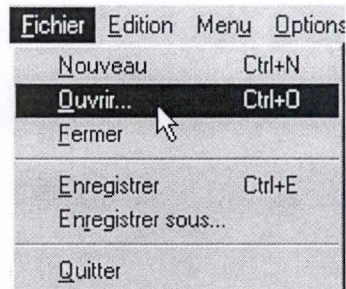 Fichier Edition Menu Options
Nouveau Ctrl+N
Ouvrir... Ctrl+O
Fermer
Enregistrer Ctrl+E
Enregistrer sous...
Quitter